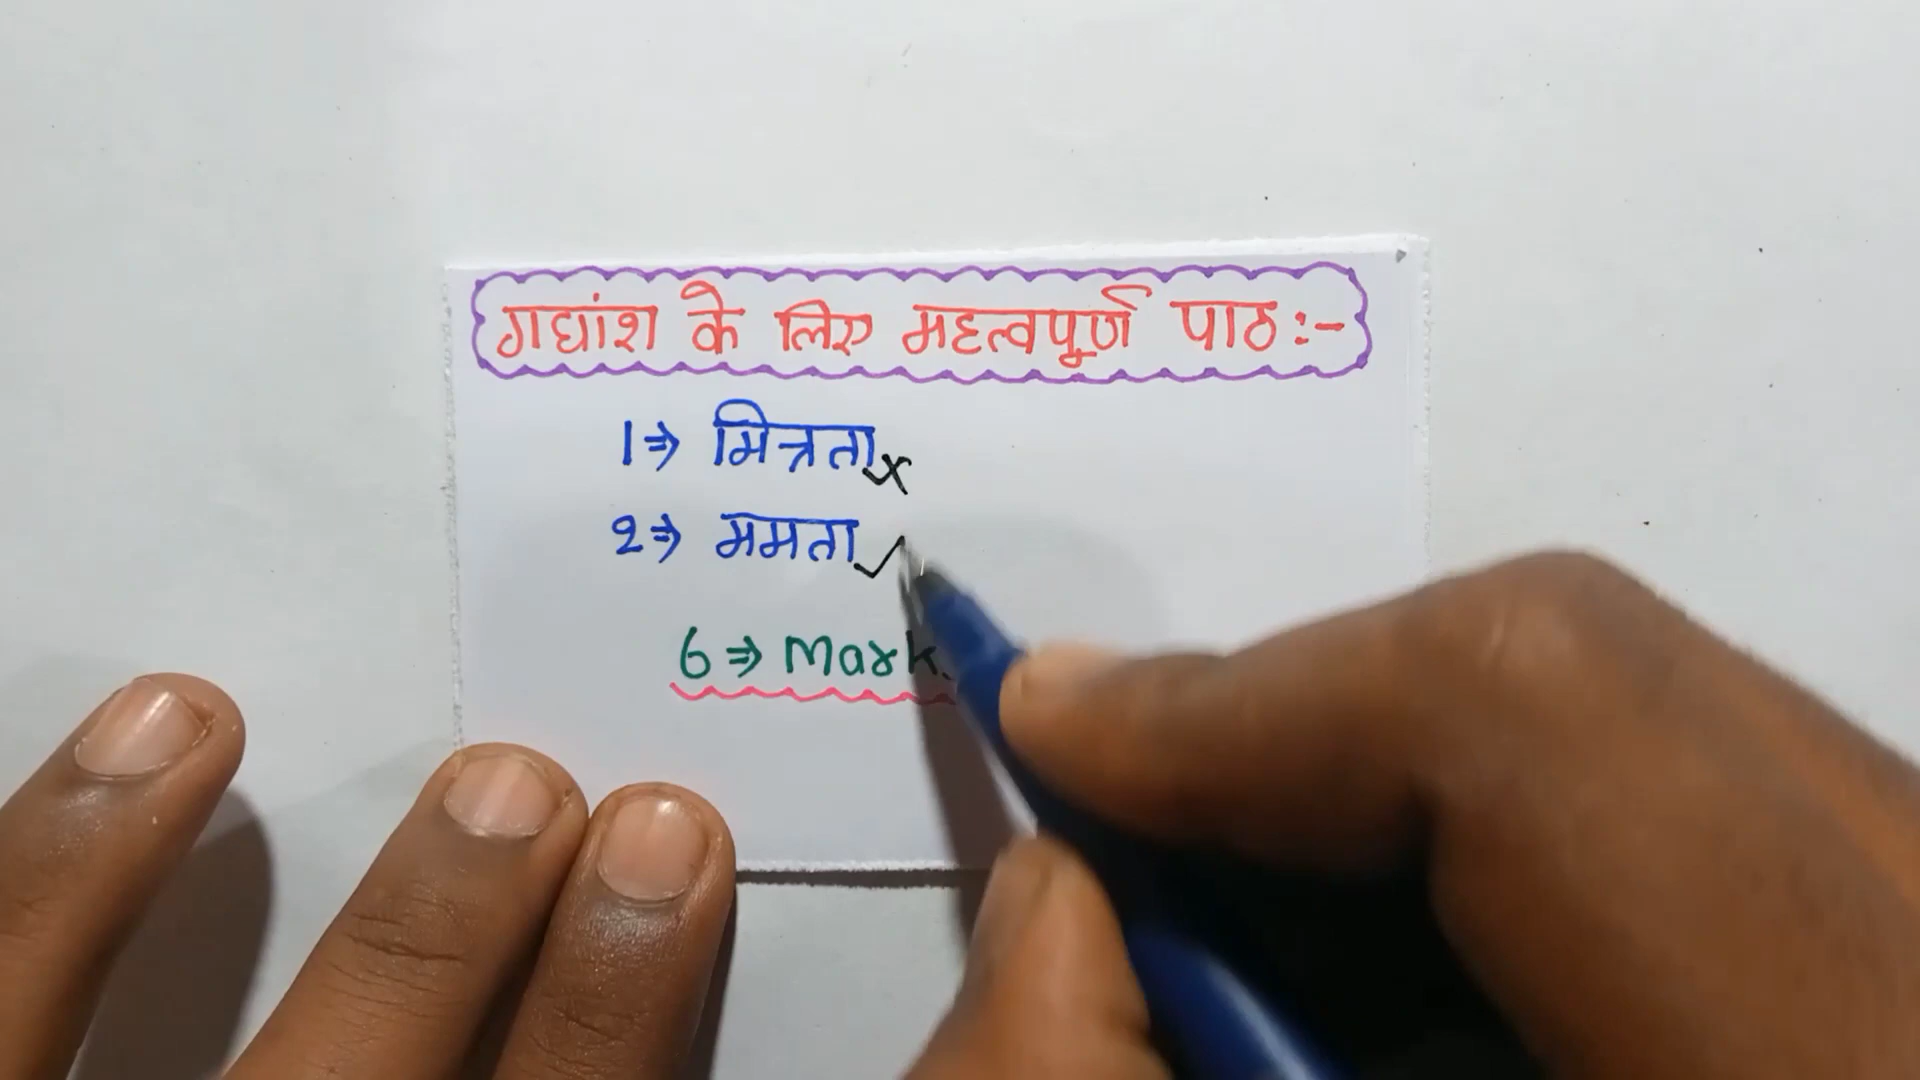 गद्यांश के लिए महत्वपूर्ण पाठ :-
1⇒ मित्रता
2⇒ ममता
6⇒ Mark